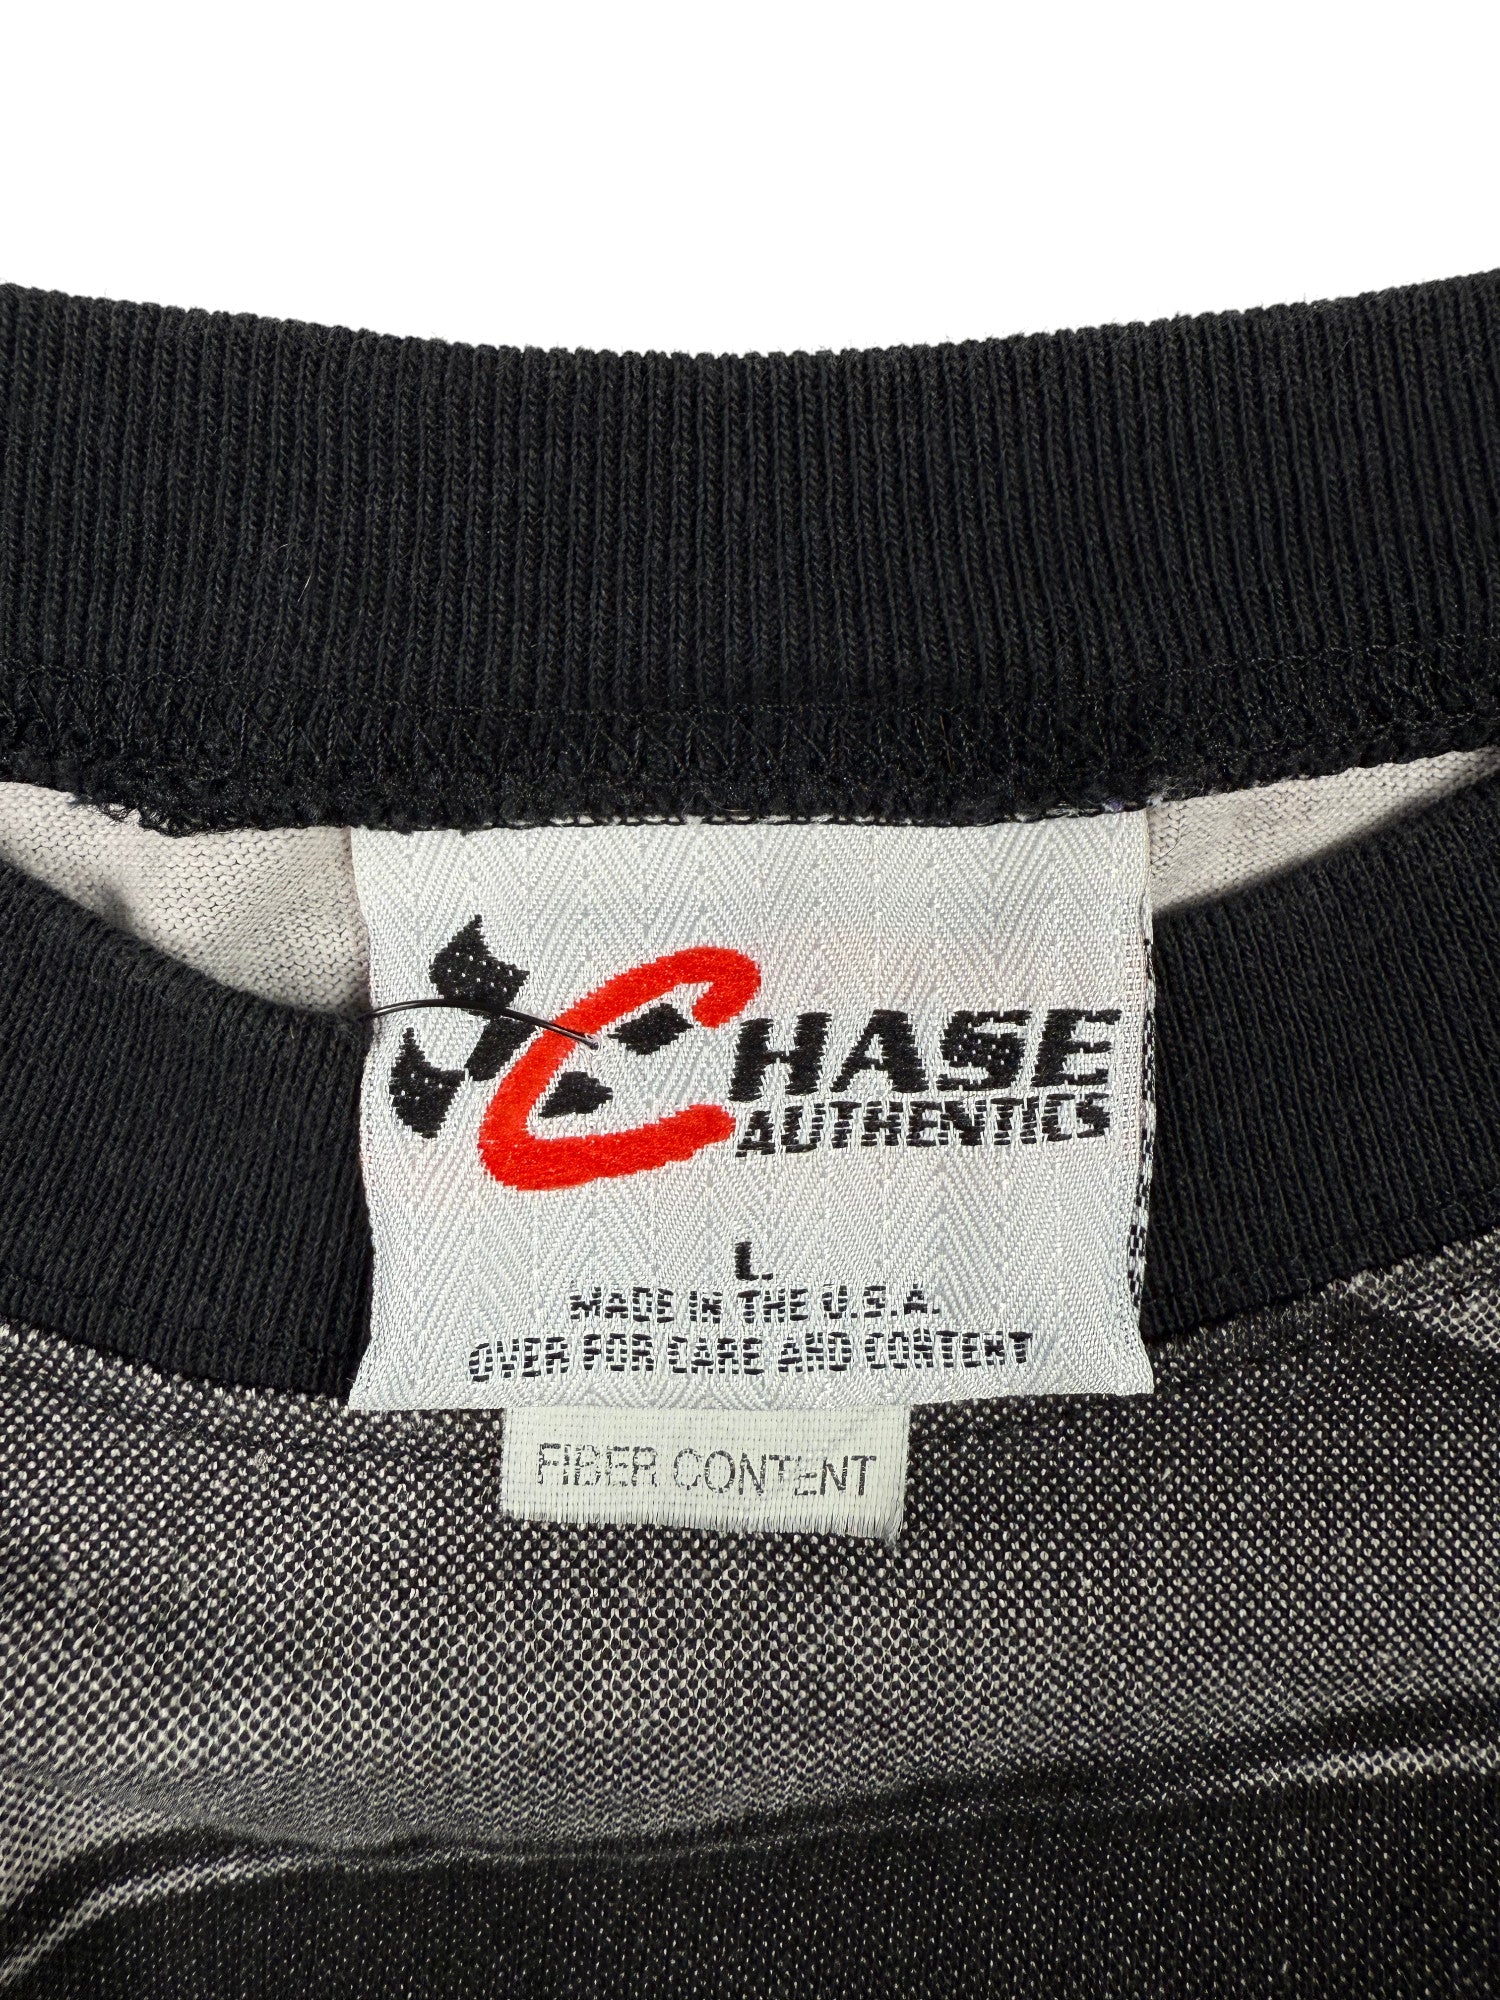 CHASE
AUTHENTICS
L.
MADE IN THE U.S.A.
OVER FOR CARE AND CONTENT
FIBER CONTENT